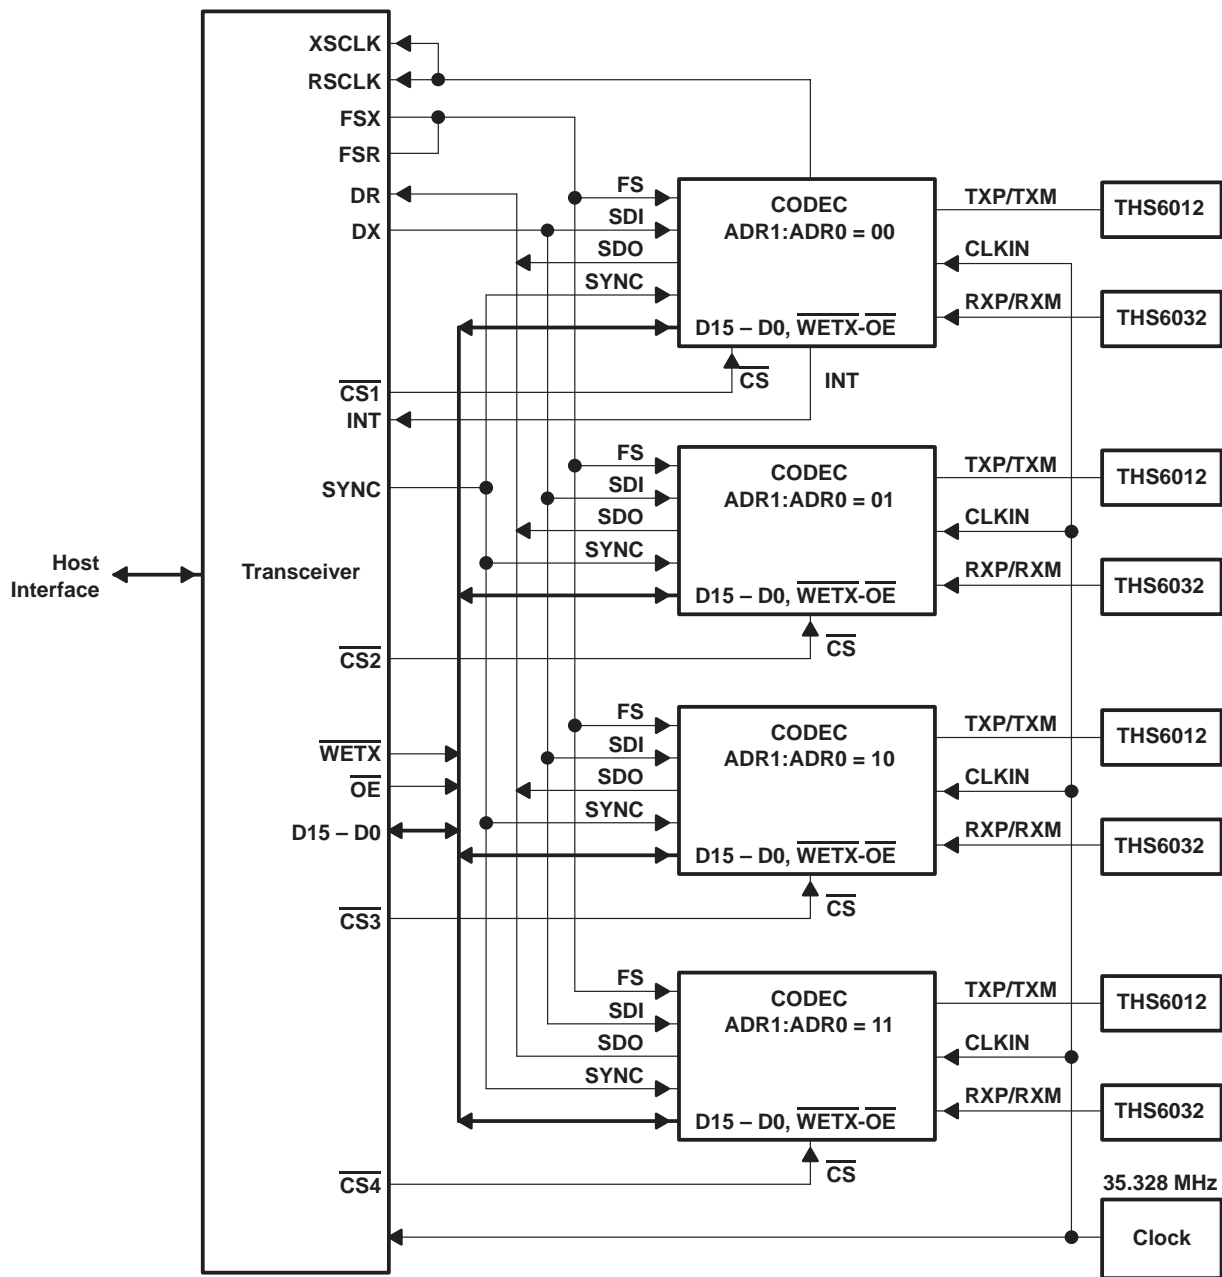 XSCLK
RSCLK
FSX
FSR
DR
DX
CS1
INT
SYNC
Host
Interface
Transceiver
CS2
WETX
OE
D15 – D0
CS3
CS4
FS
SDI
SDO
SYNC
CODEC
ADR1:ADR0 = 00
D15 – D0, WETX-OE
CS
INT
TXP/TXM
CLKIN
RXP/RXM
THS6012
THS6032
FS
SDI
SDO
SYNC
CODEC
ADR1:ADR0 = 01
D15 – D0, WETX-OE
CS
TXP/TXM
CLKIN
RXP/RXM
THS6012
THS6032
FS
SDI
SDO
SYNC
CODEC
ADR1:ADR0 = 10
D15 – D0, WETX-OE
CS
TXP/TXM
CLKIN
RXP/RXM
THS6012
THS6032
FS
SDI
SDO
SYNC
CODEC
ADR1:ADR0 = 11
D15 – D0, WETX-OE
CS
TXP/TXM
CLKIN
RXP/RXM
THS6012
THS6032
35.328 MHz
Clock